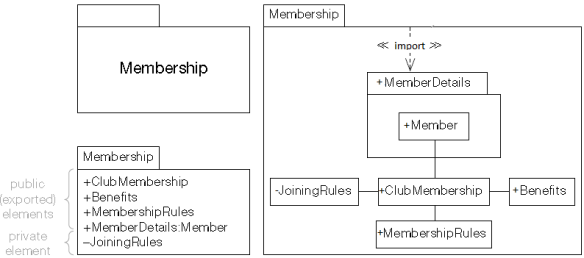 Membership
Membership
+ClubMembership
+Benefits
+MembershipRules
+MemberDetails:Member
–JoiningRules
public
(exported)
elements
private
element
Membership
≪ import ≫
+MemberDetails
+Member
-JoiningRules
+ClubMembership
+Benefits
+MembershipRules